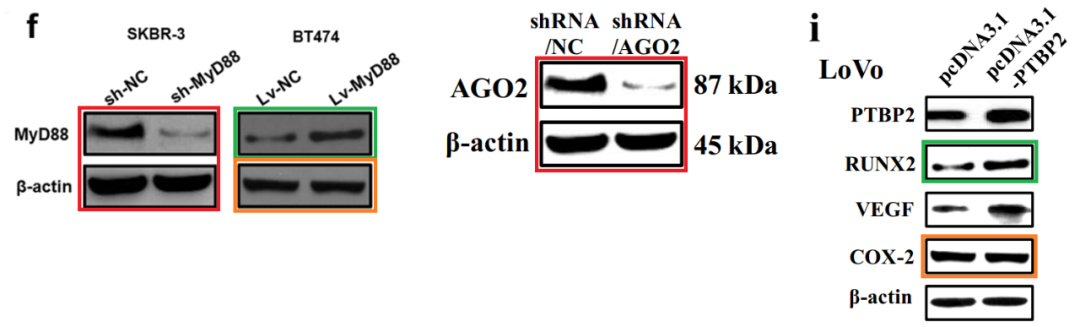 f
SKBR-3
BT474
sh-NC
sh-MyD88
Lv-NC
Lv-MyD88
MyD88
β-actin
shRNA
/NC
shRNA
/AGO2
AGO2
87 kDa
β-actin
45 kDa
i
LoVo
pcDNA3.1
pcDNA3.1
-PTBP2
PTBP2
RUNX2
VEGF
COX-2
β-actin